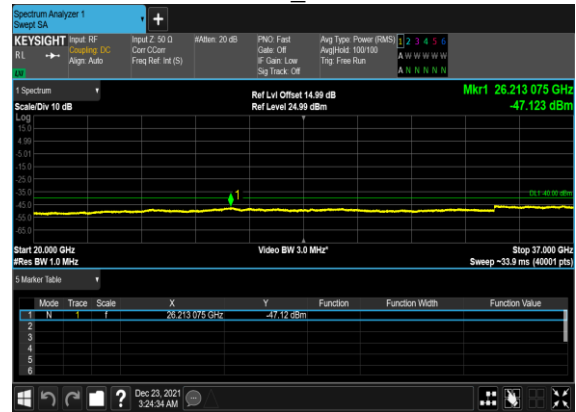 Spectrum Analyzer 1
Swept SA
+
KEYSIGHT Input: RF Input Z: 50 Ω #Atten: 20 dB PNO: Fast Avg Type: Power (RMS) 1 2 3 4 5 6
RL Coupling: DC Corr CCorr Gate: Off Avg|Hold: 100/100 A W W W W W
Align: Auto Freq Ref: Int (S) IF Gain: Low Trig: Free Run
Sig Track: Off A N N N N N
1 Spectrum
Ref Lvl Offset 14.99 dB Mkr1 26.213 075 GHz
Scale/Div 10 dB Ref Level 24.99 dBm -47.123 dBm
Log
15.0
4.99
-5.01
-15.0
-25.0
-35.0
1
DL1 -40.00 dBm
-45.0
-55.0
-65.0
Start 20.000 GHz Video BW 3.0 MHz* Stop 37.000 GHz
#Res BW 1.0 MHz Sweep ~33.9 ms (40001 pts)
5 Marker Table
Mode Trace Scale X Y Function Function Width Function Value
1 N 1 f 26.213 075 GHz -47.12 dBm
2
3
4
5
6
? Dec 23, 2021
3:24:34 AM